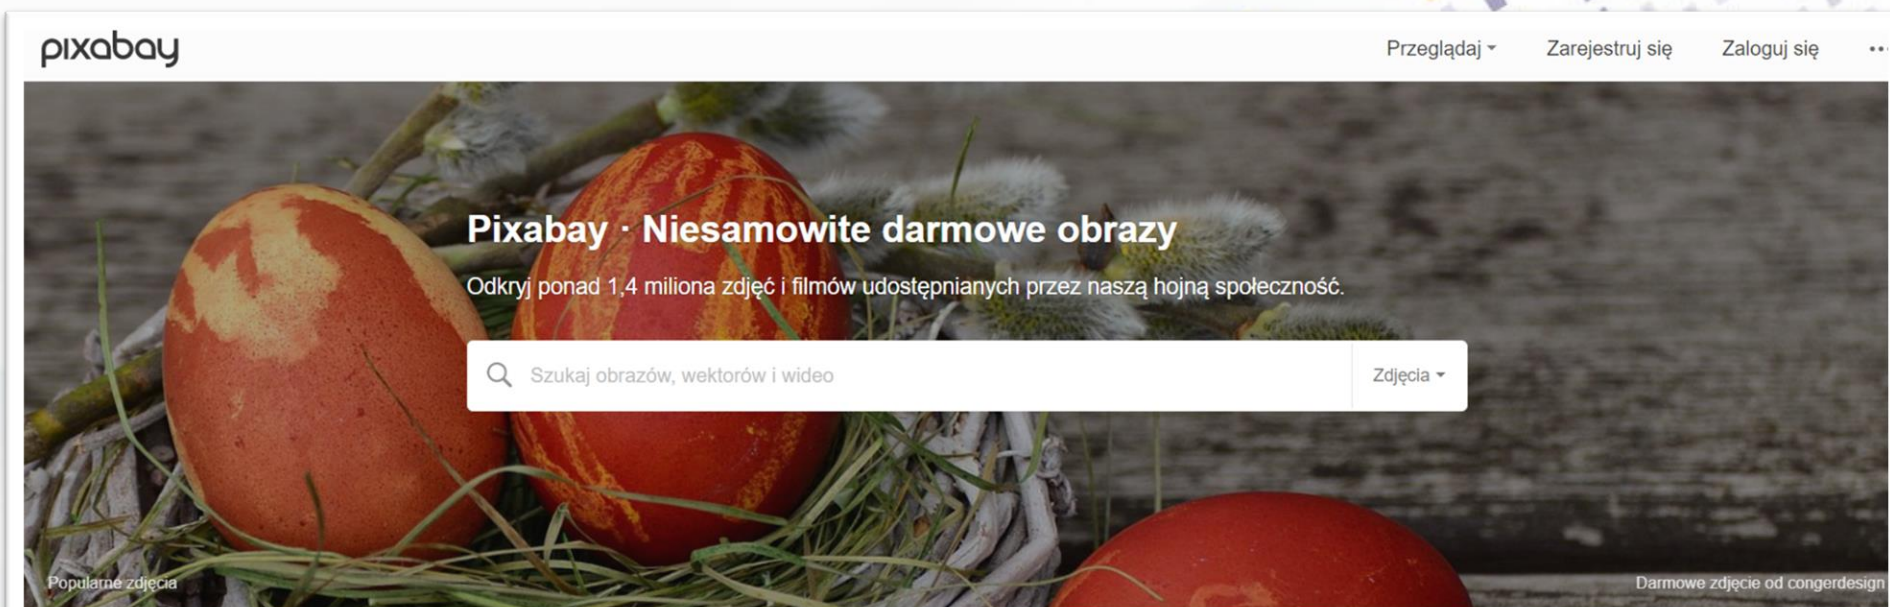 pixabay
Przeglądaj
Zarejestruj się
Zaloguj się
Pixabay · Niesamowite darmowe obrazy
Odkryj ponad 1,4 miliona zdjęć i filmów udostępnianych przez naszą hojną społeczność.
Szukaj obrazów, wektorów i wideo
Zdjęcia
Popularne zdjęcia
Darmowe zdjęcie od congerdesign